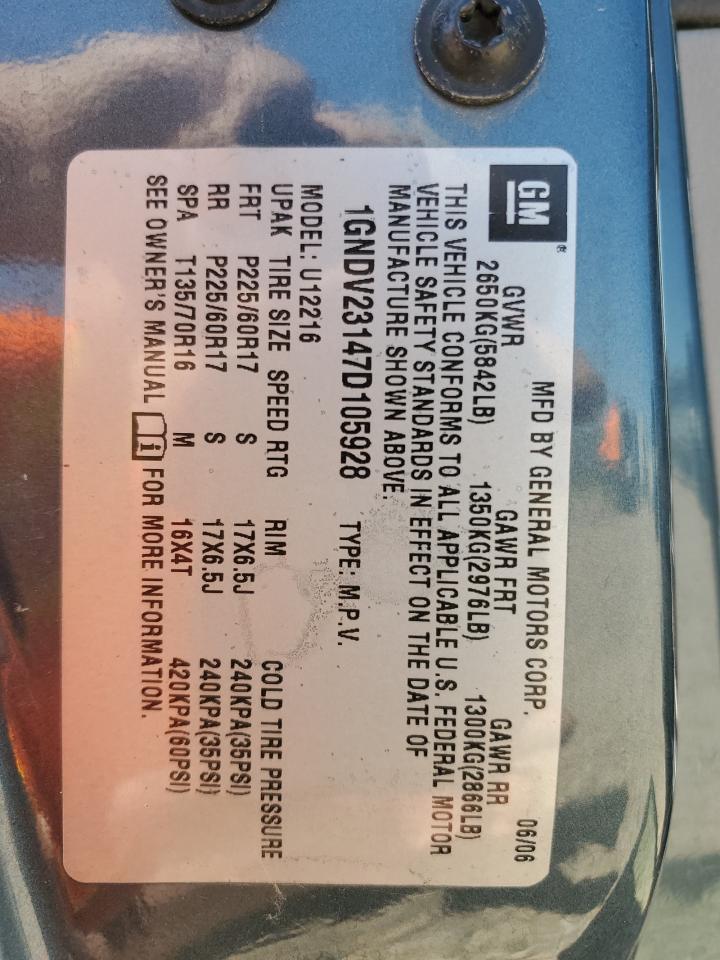 GM®
MFD BY GENERAL MOTORS CORP. 06/06
GVWR GAWR FRT GAWR RR
2650KG(5842LB) 1350KG(2976LB) 1300KG(2866LB)
THIS VEHICLE CONFORMS TO ALL APPLICABLE U.S. FEDERAL MOTOR
VEHICLE SAFETY STANDARDS IN EFFECT ON THE DATE OF
MANUFACTURE SHOWN ABOVE.
1GNDV23147D105928 TYPE: M.P.V.
MODEL: U12216
UPAK TIRE SIZE SPEED RTG RIM COLD TIRE PRESSURE
FRT P225/60R17 S 17X6.5J 240KPA(35PSI)
RR P225/60R17 S 17X6.5J 240KPA(35PSI)
SPA T135/70R16 M 16X4T 420KPA(60PSI)
SEE OWNER'S MANUAL i FOR MORE INFORMATION.